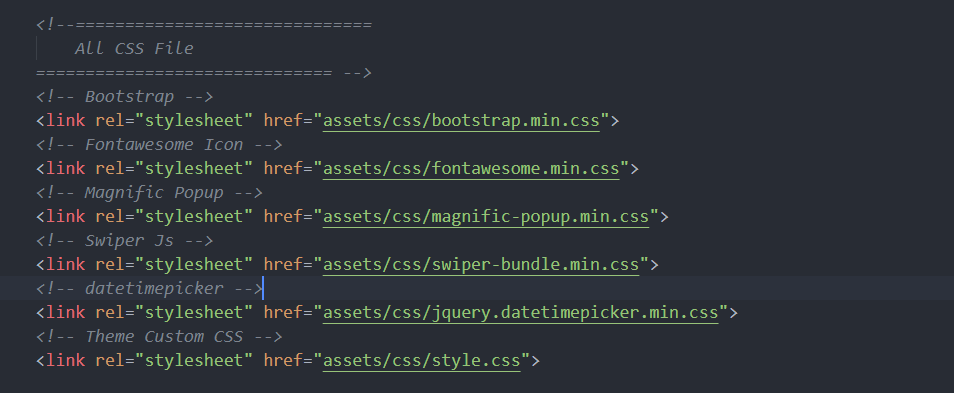 <!--==============================
All CSS File
============================== -->
<!-- Bootstrap -->
<link rel="stylesheet" href="assets/css/bootstrap.min.css">
<!-- Fontawesome Icon -->
<link rel="stylesheet" href="assets/css/fontawesome.min.css">
<!-- Magnific Popup -->
<link rel="stylesheet" href="assets/css/magnific-popup.min.css">
<!-- Swiper Js -->
<link rel="stylesheet" href="assets/css/swiper-bundle.min.css">
<!-- datetimepicker -->
<link rel="stylesheet" href="assets/css/jquery.datetimepicker.min.css">
<!-- Theme Custom CSS -->
<link rel="stylesheet" href="assets/css/style.css">